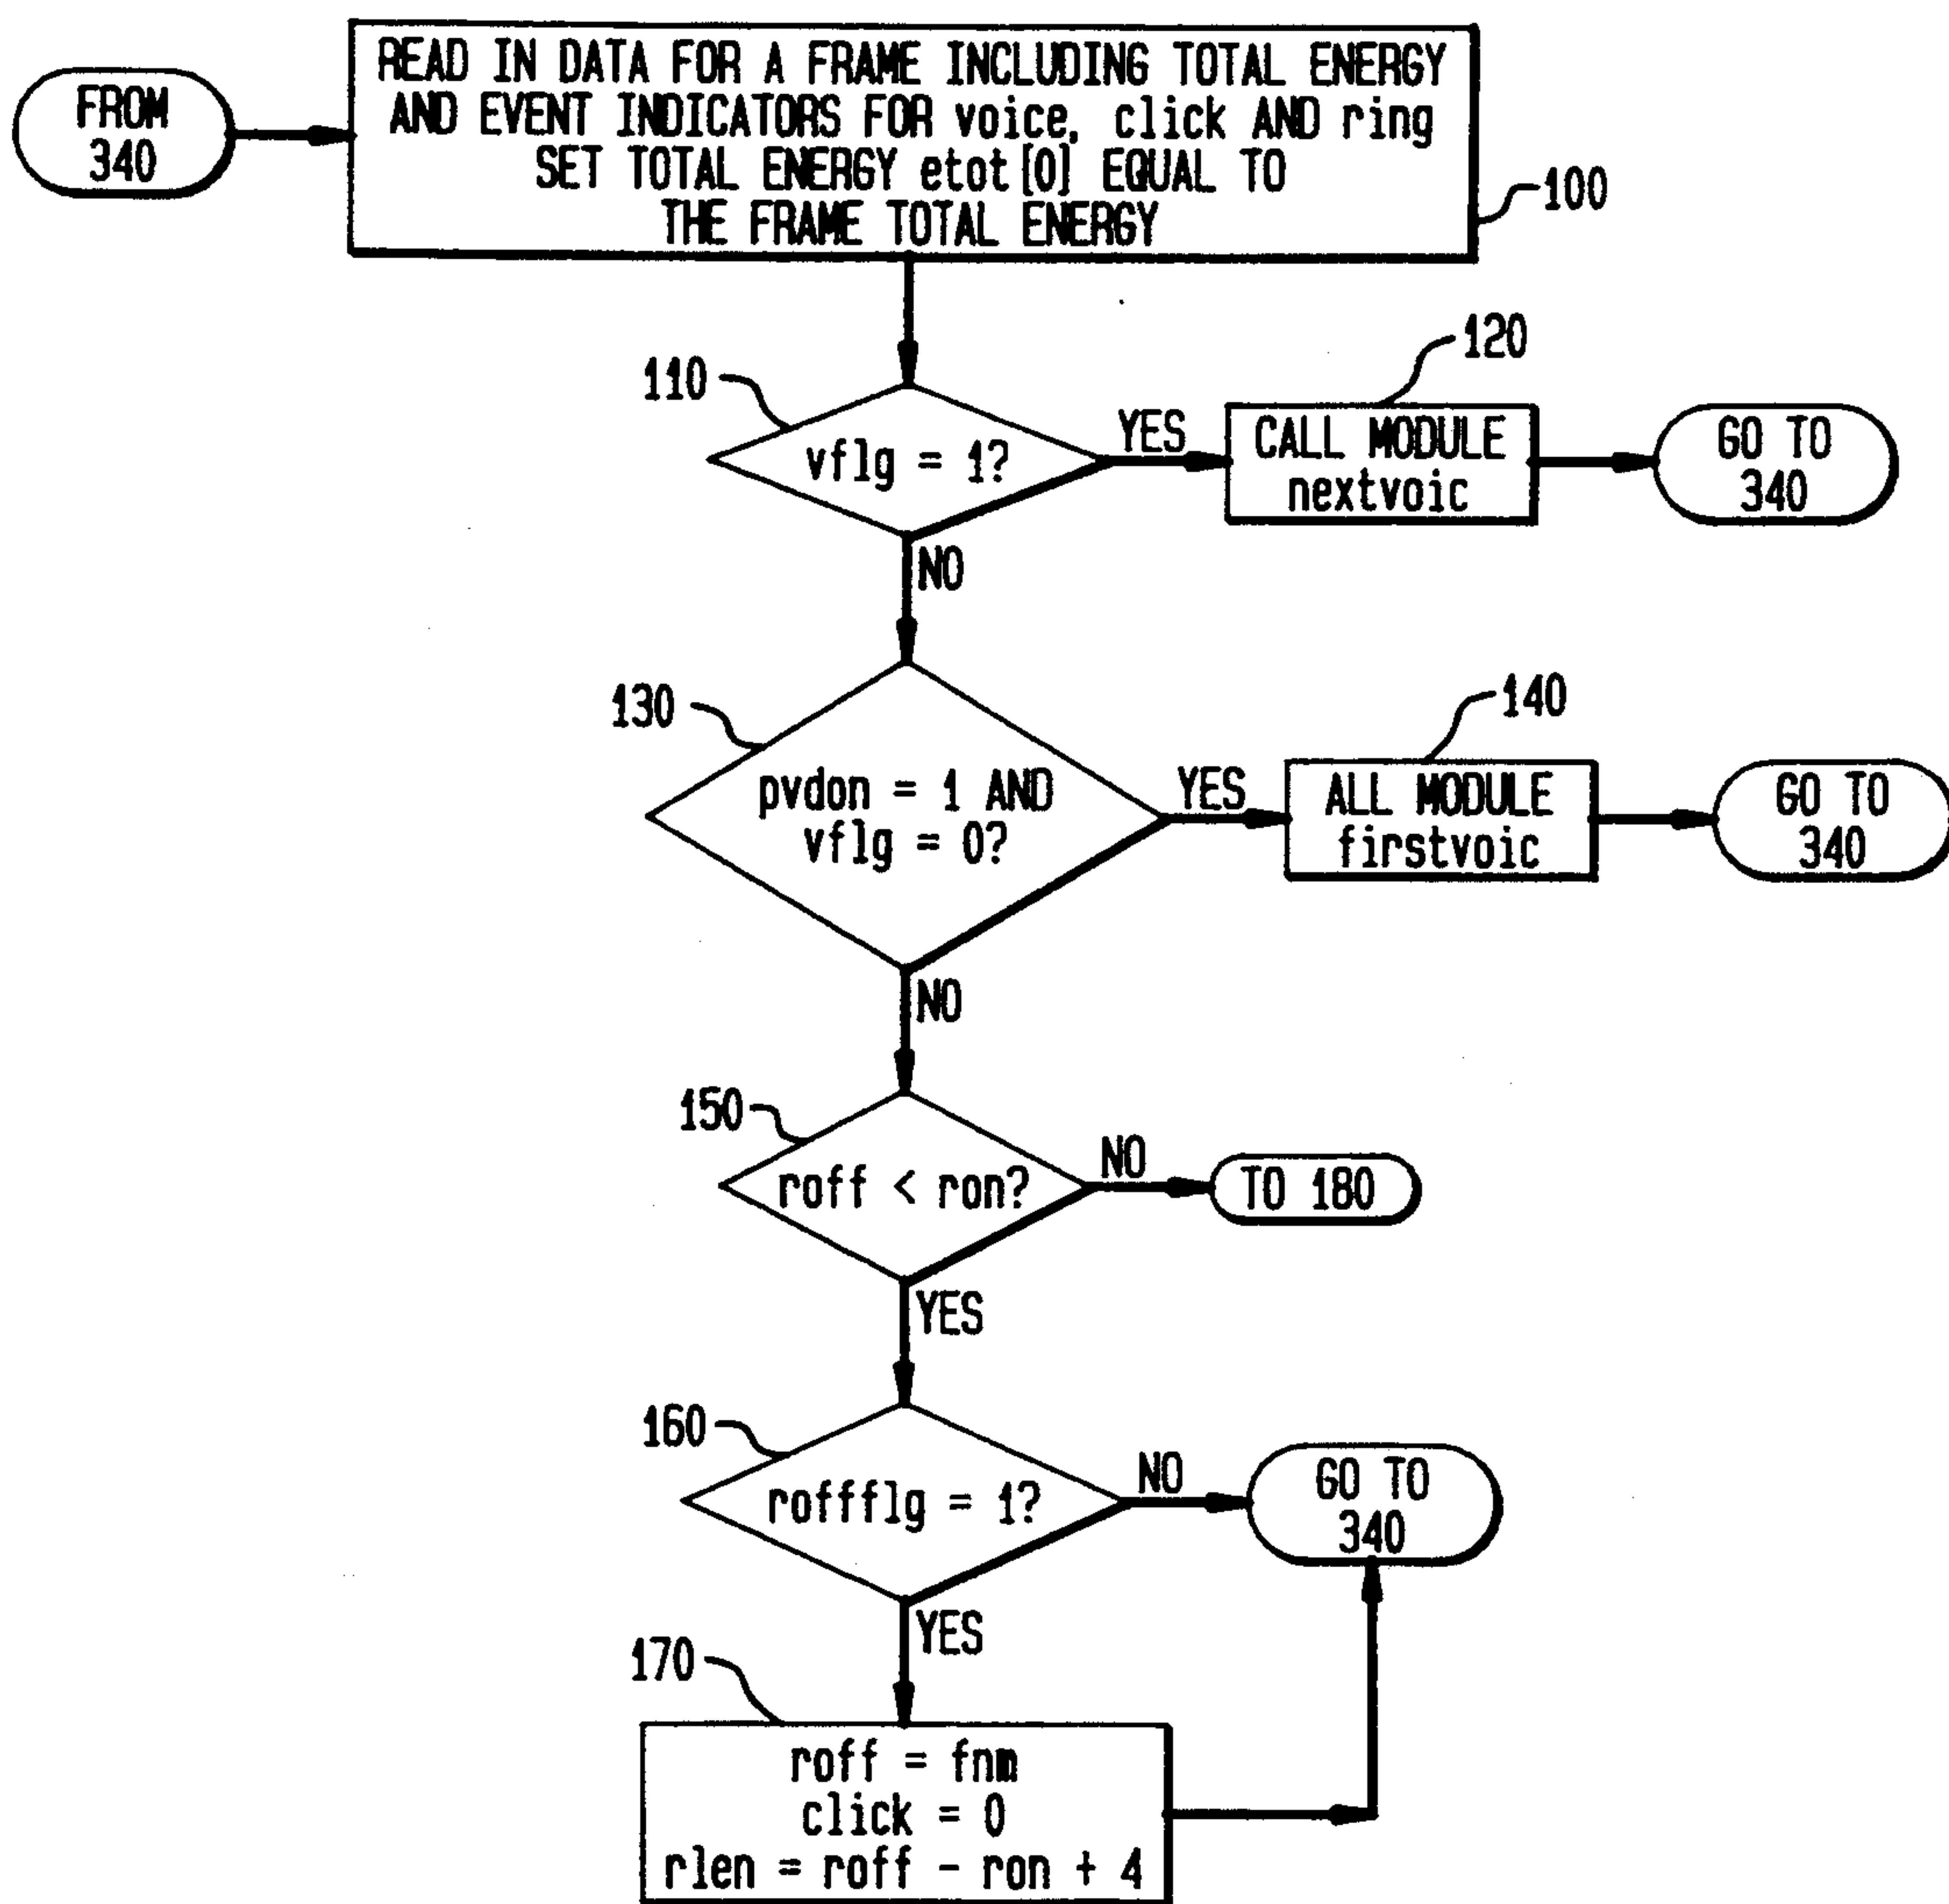 FROM
340
READ IN DATA FOR A FRAME INCLUDING TOTAL ENERGY
AND EVENT INDICATORS FOR voice, click AND ring
SET TOTAL ENERGY etot[0] EQUAL TO
THE FRAME TOTAL ENERGY
100
110
vflg = 1?
YES
120
CALL MODULE
nextvoic
GO TO
340
NO
130
pvdon = 1 AND
vflg = 0?
YES
140
ALL MODULE
firstvoic
GO TO
340
NO
150
roff < ron?
NO
TO 180
YES
160
roffflg = 1?
NO
GO TO
340
YES
170
roff = fnm
click = 0
rlen = roff - ron + 4